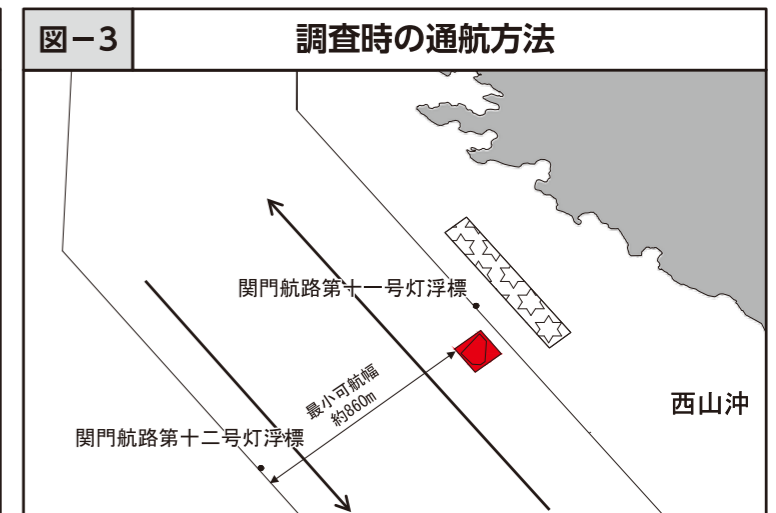 図－3
調査時の通航方法
関門航路第十一号灯浮標
最小可航幅
約860m
西山沖
関門航路第十二号灯浮標